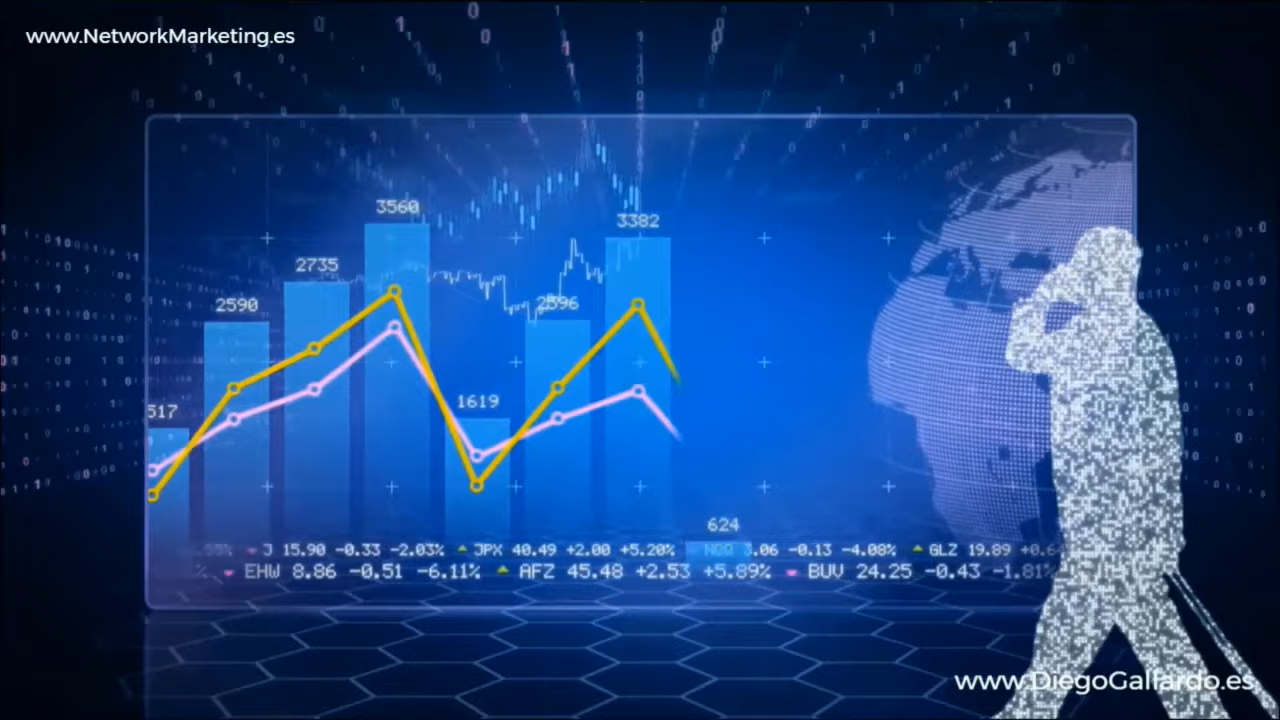 www.NetworkMarketing.es
3560
3382
2735
2590
2596
1619
517
624
J 15.90 -0.33 -2.03% JPX 40.49 +2.00 +5.20% 3.06 -0.13 -4.08% GLZ 19.89
EHW 8.86 -0.51 -6.11% AFZ 45.48 +2.53 +5.89% BUV 24.25 -0.43 -1.81%
www.DiegoGallardo.es